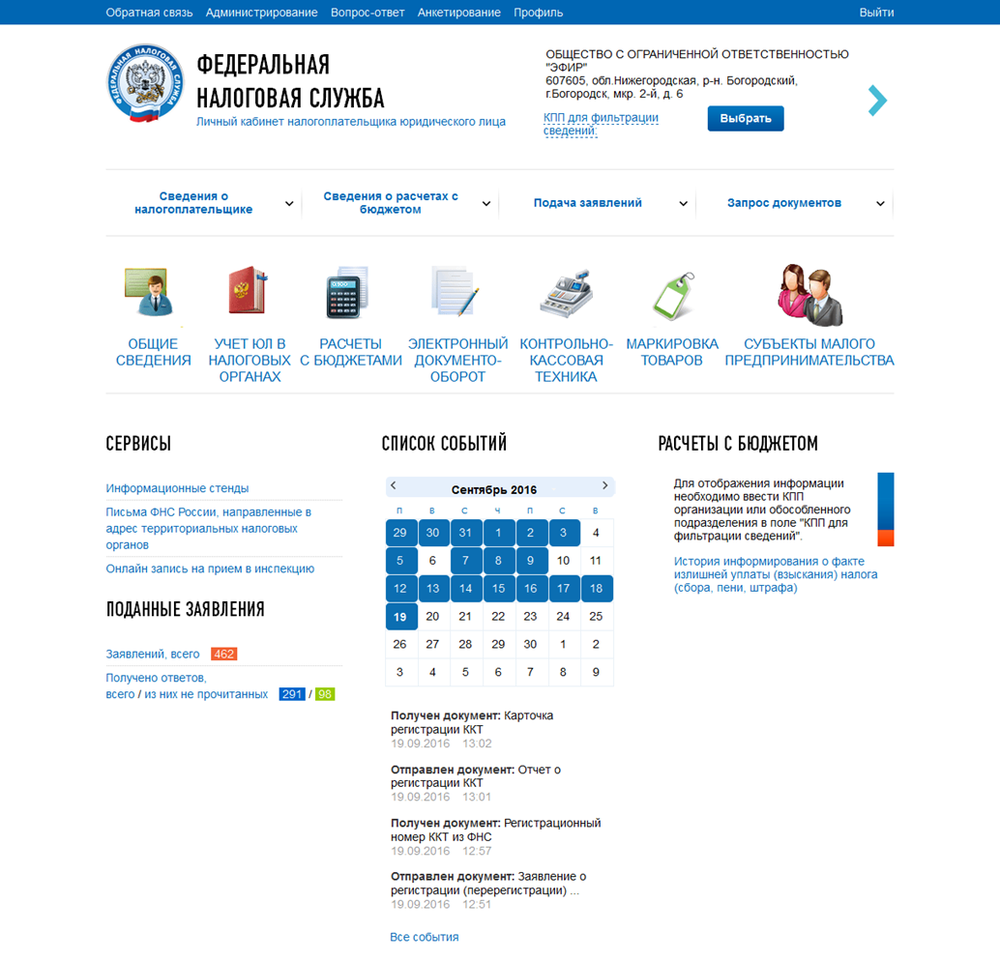 Обратная связь Администрирование Вопрос-ответ Анкетирование Профиль Выйти
ФЕДЕРАЛЬНАЯ НАЛОГОВАЯ СЛУЖБА
ФЕДЕРАЛЬНАЯ
НАЛОГОВАЯ СЛУЖБА
Личный кабинет налогоплательщика юридического лица
ОБЩЕСТВО С ОГРАНИЧЕННОЙ ОТВЕТСТВЕННОСТЬЮ
"ЭФИР"
607605, обл.Нижегородская, р-н. Богородский,
г.Богородск, мкр. 2-й, д. 6
КПП для фильтрации
сведений:
Выбрать
Сведения о
налогоплательщике
Сведения о расчетах с
бюджетом
Подача заявлений
Запрос документов
ОБЩИЕ
СВЕДЕНИЯ
УЧЕТ ЮЛ В
НАЛОГОВЫХ
ОРГАНАХ
РАСЧЕТЫ
С БЮДЖЕТАМИ
ЭЛЕКТРОННЫЙ
ДОКУМЕНТО-
ОБОРОТ
КОНТРОЛЬНО-
КАССОВАЯ
ТЕХНИКА
МАРКИРОВКА
ТОВАРОВ
СУБЪЕКТЫ МАЛОГО
ПРЕДПРИНИМАТЕЛЬСТВА
СЕРВИСЫ
Информационные стенды
Письма ФНС России, направленные в
адрес территориальных налоговых
органов
Онлайн запись на прием в инспекцию
ПОДАННЫЕ ЗАЯВЛЕНИЯ
Заявлений, всего 462
Получено ответов,
всего / из них не прочитанных 291 / 98
СПИСОК СОБЫТИЙ
Сентябрь 2016
П В С Ч П С В
29 30 31 1 2 3 4
5 6 7 8 9 10 11
12 13 14 15 16 17 18
19 20 21 22 23 24 25
26 27 28 29 30 1 2
3 4 5 6 7 8 9
Получен документ: Карточка
регистрации ККТ
19.09.2016 13:02
Отправлен документ: Отчет о
регистрации ККТ
19.09.2016 13:01
Получен документ: Регистрационный
номер ККТ из ФНС
19.09.2016 12:57
Отправлен документ: Заявление о
регистрации (перерегистрации) ...
19.09.2016 12:51
Все события
РАСЧЕТЫ С БЮДЖЕТОМ
Для отображения информации
необходимо ввести КПП
организации или обособленного
подразделения в поле "КПП для
фильтрации сведений".
История информирования о факте
излишней уплаты (взыскания) налога
(сбора, пени, штрафа)